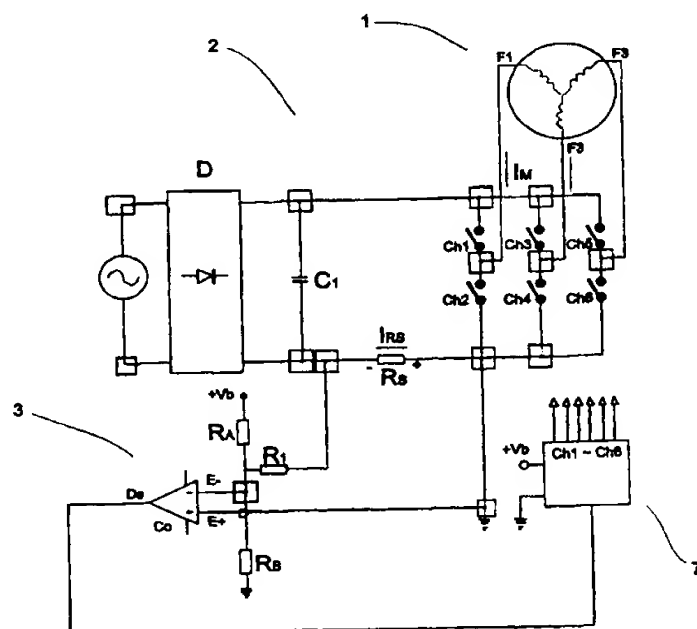 1
F1
F3
2
F3
D
IM
Ch1
Ch3
Ch5
C1
Ch2
Ch4
Ch6
IRS
- RS +
3
+Vb
RA
R1
+Vb
Ch1 ~ Ch6
Ds
E-
Co
E+
RB
7